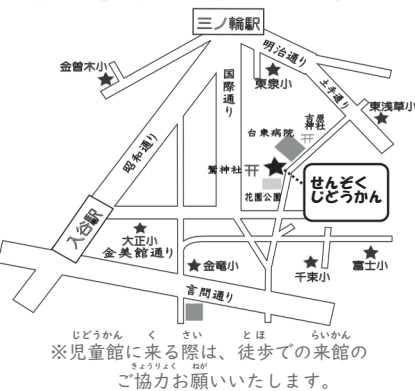 三ノ輪駅
明治通り
金曽木小
国際通り
東泉小
土手通り
東浅草小
吉原
神社
台東病院
昭和通り
鷲神社
せんぞく
じどうかん
花園公園
入谷駅
大正小
金美館通り
金竜小
千束小
富士小
言問通り
じどうかん く さい とほ らいかん
※児童館に来る際は、徒歩での来館の
きょうりょく ねが
ご協力お願いいたします。